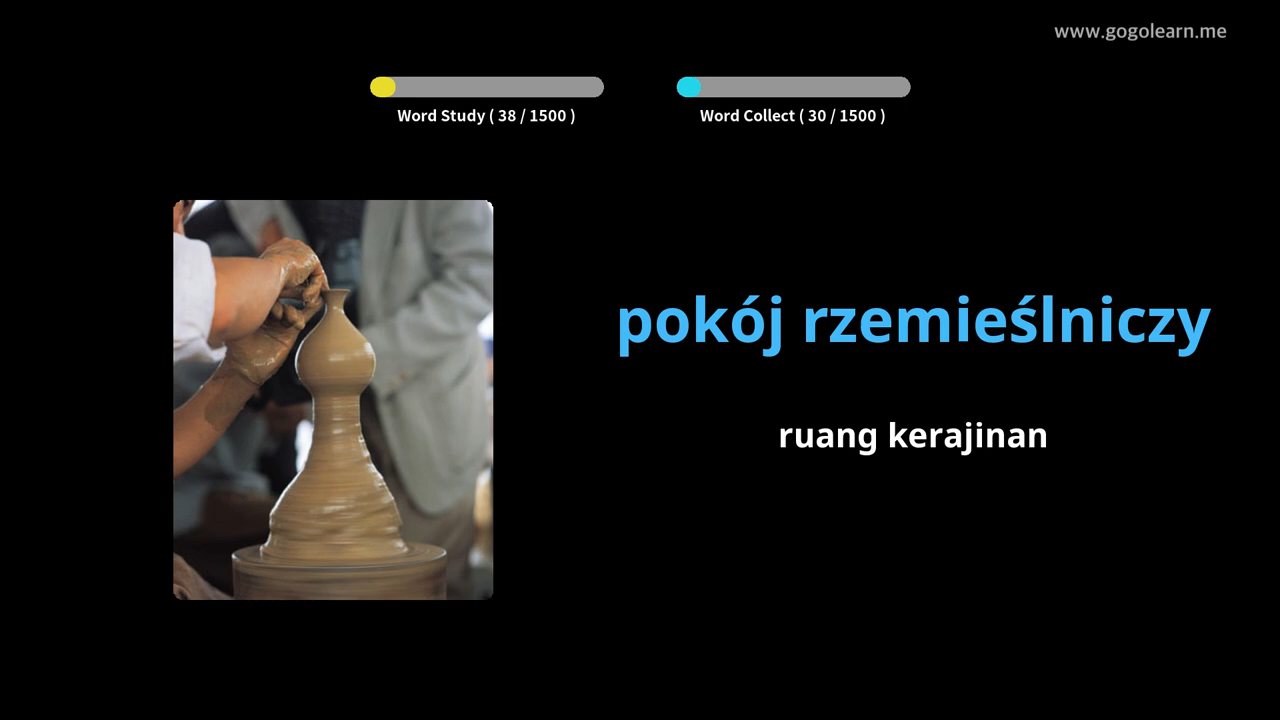 www.gogolearn.me
Word Study ( 38 / 1500 )
Word Collect ( 30 / 1500 )
pokój rzemieślniczy
ruang kerajinan